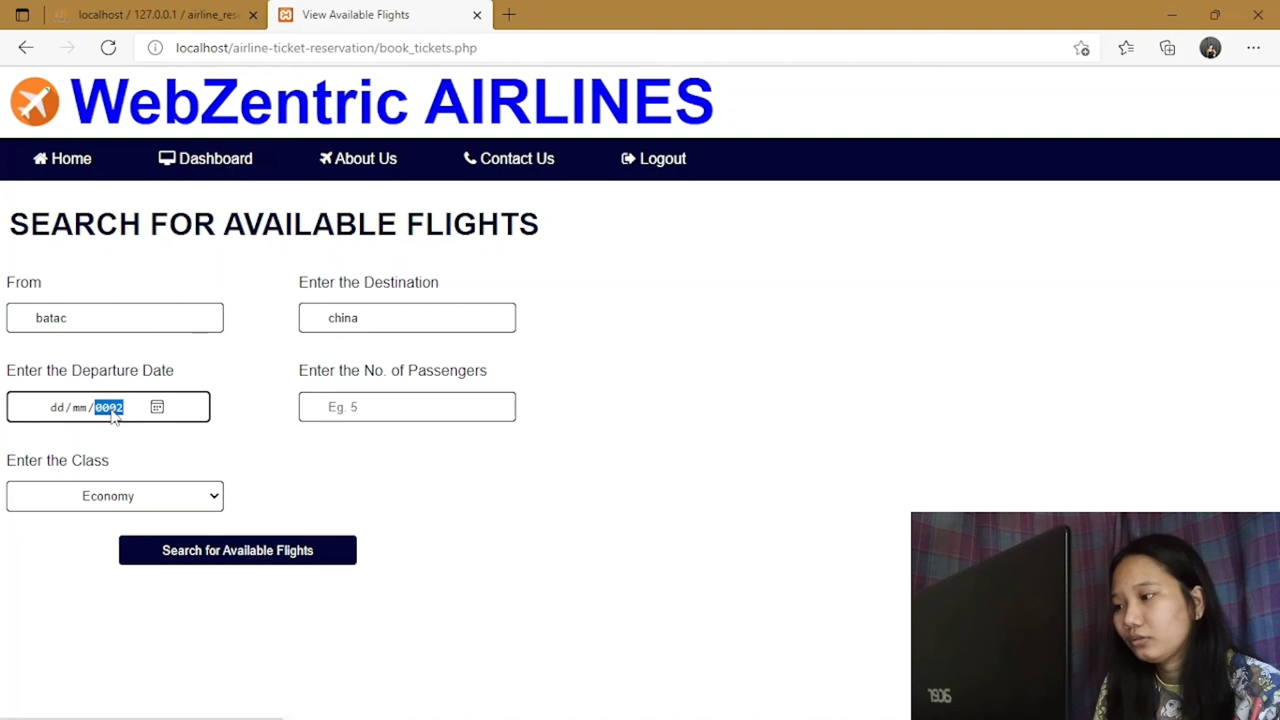 localhost / 127.0.0.1 / airline_rese
View Available Flights
localhost/airline-ticket-reservation/book_tickets.php
WebZentric AIRLINES
Home Dashboard About Us Contact Us Logout
SEARCH FOR AVAILABLE FLIGHTS
From Enter the Destination
batac china
Enter the Departure Date Enter the No. of Passengers
dd/mm/0002 Eg. 5
Enter the Class
Economy
Search for Available Flights